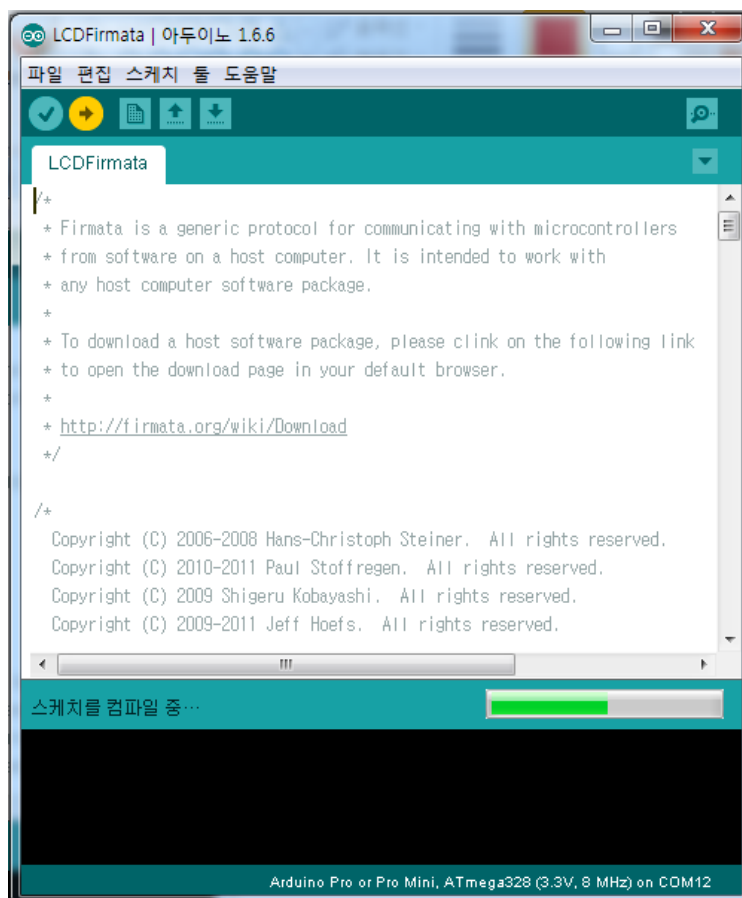 LCDFirmata | 아두이노 1.6.6
파일 편집 스케치 툴 도움말
LCDFirmata
/*
* Firmata is a generic protocol for communicating with microcontrollers
* from software on a host computer. It is intended to work with
* any host computer software package.
*
* To download a host software package, please clink on the following link
* to open the download page in your default browser.
*
* http://firmata.org/wiki/Download
*/
/*
Copyright (C) 2006-2008 Hans-Christoph Steiner. All rights reserved.
Copyright (C) 2010-2011 Paul Stoffregen. All rights reserved.
Copyright (C) 2009 Shigeru Kobayashi. All rights reserved.
Copyright (C) 2009-2011 Jeff Hoefs. All rights reserved.
스케치를 컴파일 중…
Arduino Pro or Pro Mini, ATmega328 (3.3V, 8 MHz) on COM12